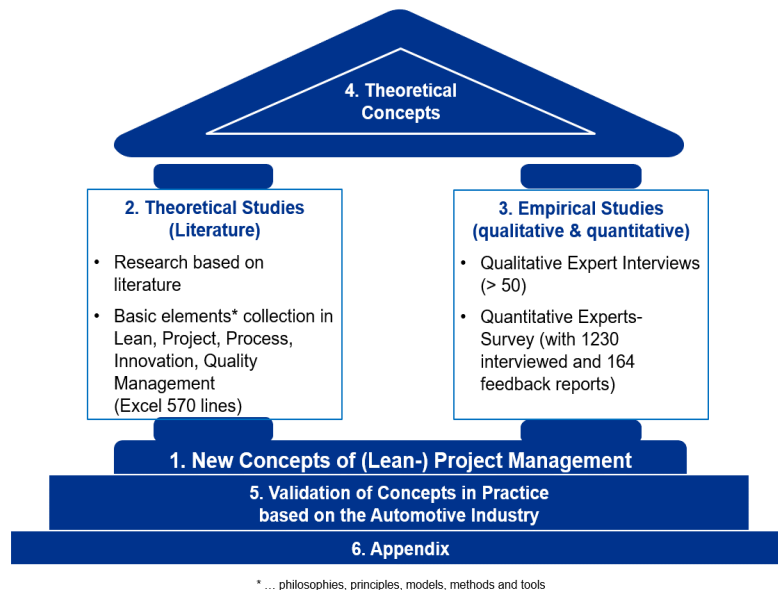 4. Theoretical
Concepts
2. Theoretical Studies
(Literature)
• Research based on
literature
• Basic elements* collection in
Lean, Project, Process,
Innovation, Quality
Management
(Excel 570 lines)
3. Empirical Studies
(qualitative & quantitative)
• Qualitative Expert Interviews
(> 50)
• Quantitative Experts-
Survey (with 1230
interviewed and 164
feedback reports)
1. New Concepts of (Lean-) Project Management
5. Validation of Concepts in Practice
based on the Automotive Industry
6. Appendix
* ... philosophies, principles, models, methods and tools